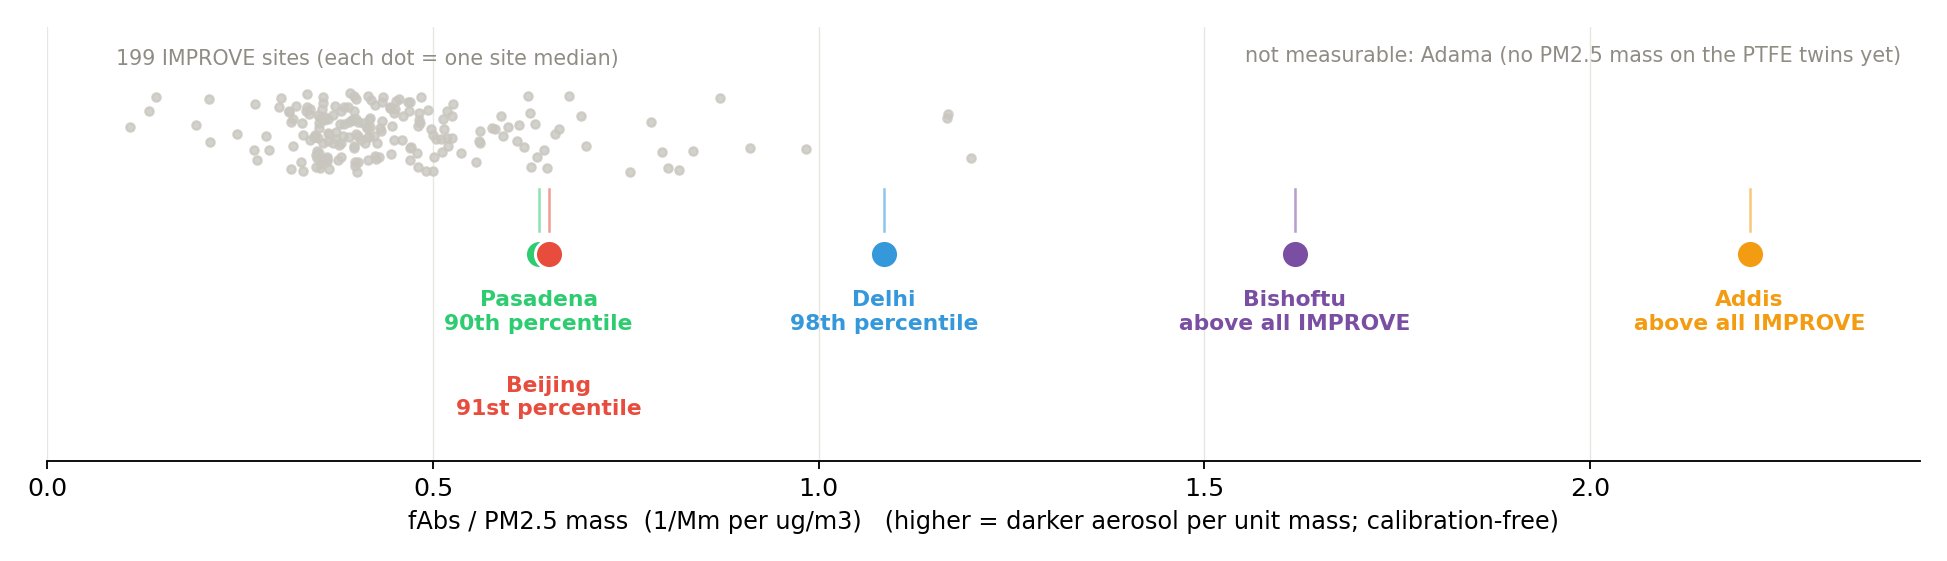 199 IMPROVE sites (each dot = one site median)
not measurable: Adama (no PM2.5 mass on the PTFE twins yet)
Pasadena
90th percentile
Delhi
98th percentile
Bishoftu
above all IMPROVE
Addis
above all IMPROVE
Beijing
91st percentile
0.0
0.5
1.0
1.5
2.0
fAbs / PM2.5 mass  (1/Mm per ug/m3)   (higher = darker aerosol per unit mass; calibration-free)